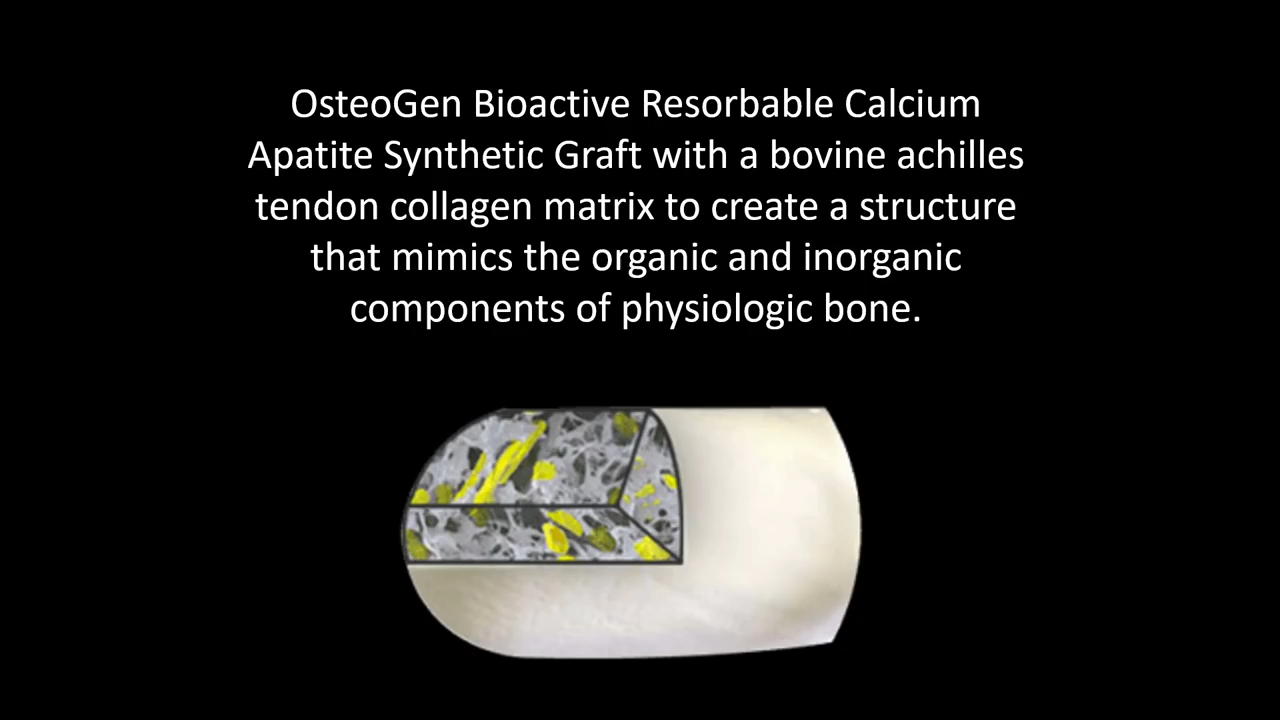 OsteoGen Bioactive Resorbable Calcium
Apatite Synthetic Graft with a bovine achilles
tendon collagen matrix to create a structure
that mimics the organic and inorganic
components of physiologic bone.